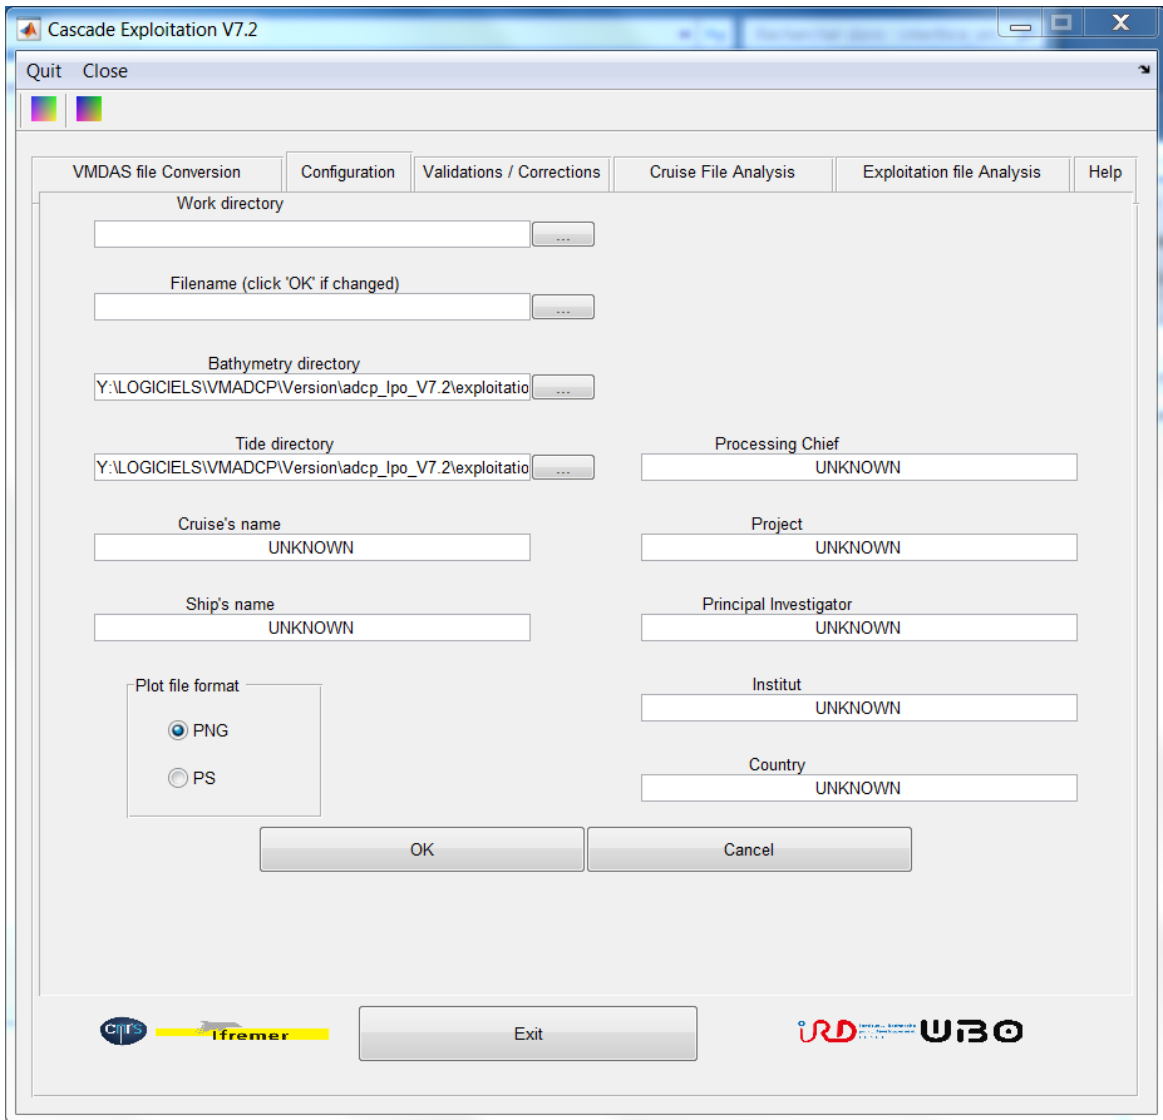 Cascade Exploitation V7.2
Quit Close
VMDAS file Conversion Configuration Validations / Corrections Cruise File Analysis Exploitation file Analysis Help
Work directory
...
Filename (click 'OK' if changed)
...
Bathymetry directory
Y:\LOGICIELS\VMADCP\Version\adcp_lpo_V7.2\exploitatio ...
Tide directory Processing Chief
Y:\LOGICIELS\VMADCP\Version\adcp_lpo_V7.2\exploitatio ... UNKNOWN
Cruise's name Project
UNKNOWN UNKNOWN
Ship's name Principal Investigator
UNKNOWN UNKNOWN
Plot file format Institut
UNKNOWN
PNG
Country
PS UNKNOWN
OK Cancel
cnrs Ifremer Exit IRD UBO